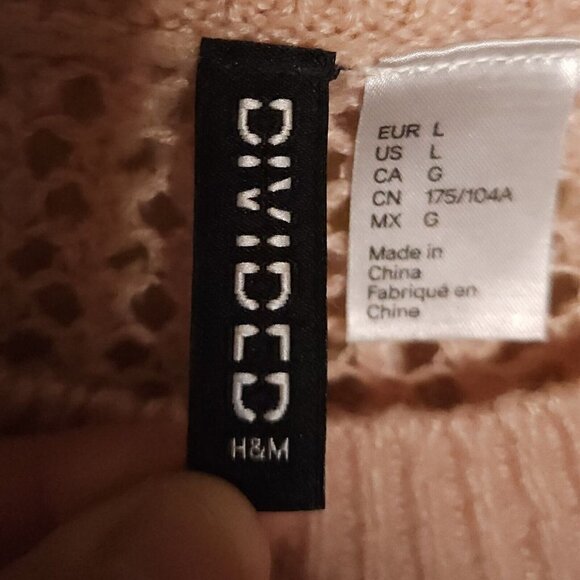 DIVIDED
H&M
EUR L
US L
CA G
CN 175/104A
MX G
Made in
China
Fabriqué en
Chine